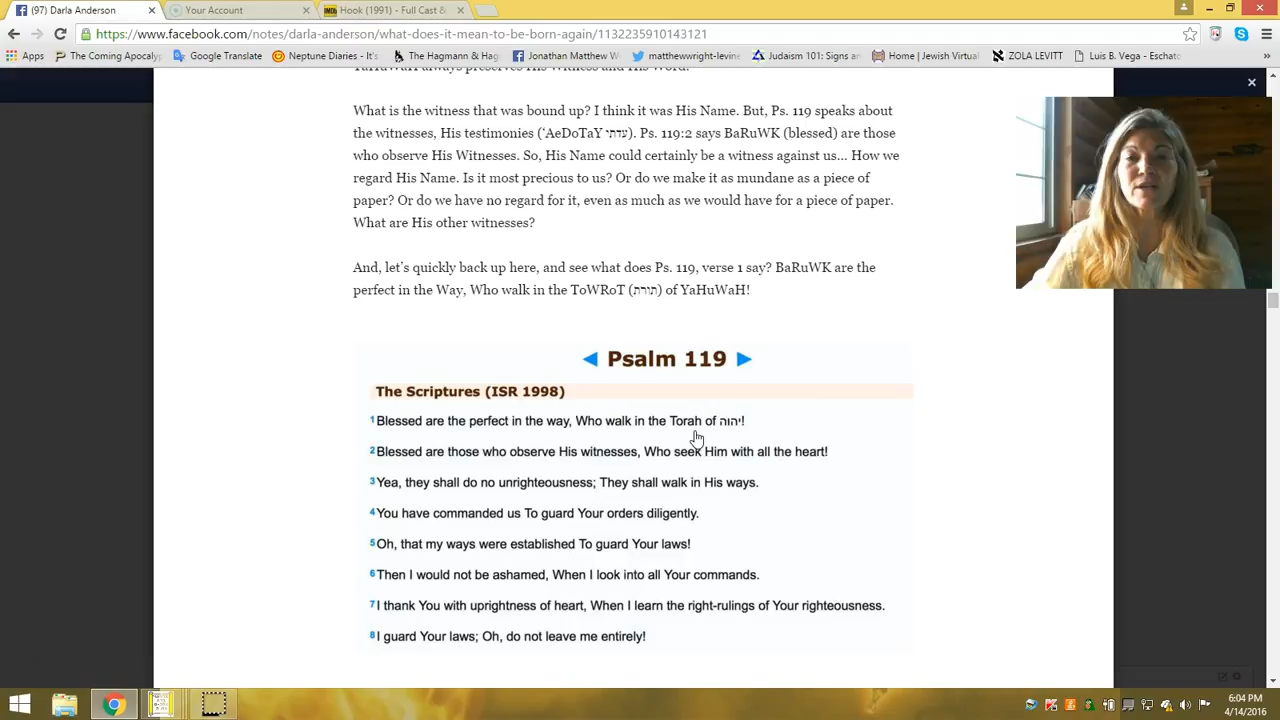 (97) Darla Anderson
Your Account
Hook (1991) - Full Cast &
https://www.facebook.com/notes/darla-anderson/what-does-it-mean-to-be-born-again/1132235910143121
Apps
The Coming Apocalyp
Google Translate
Neptune Diaries - I
The Hagmann & Hag
Jonathan Matthew W
matthewwright-levine
Judaism 101: Signs an
Home | Jewish Virtual
ZOLA LEVITT
Luis B. Vega - Eschato
YaHuWaH always preserves His Witness and His Word!
What is the witness that was bound up? I think it was His Name. But, Ps. 119 speaks about
the witnesses, His testimonies (‘AeDoTaY עדתי). Ps. 119:2 says BaRuWK (blessed) are those
who observe His Witnesses. So, His Name could certainly be a witness against us... How we
regard His Name. Is it most precious to us? Or do we make it as mundane as a piece of
paper? Or do we have no regard for it, even as much as we would have for a piece of paper.
What are His other witnesses?
And, let's quickly back up here, and see what does Ps. 119, verse 1 say? BaRuWK are the
perfect in the Way, Who walk in the ToWRoT (תורת) of YaHuWaH!
Psalm 119
The Scriptures (ISR 1998)
1 Blessed are the perfect in the way, Who walk in the Torah of יהוה!
2 Blessed are those who observe His witnesses, Who seek Him with all the heart!
3 Yea, they shall do no unrighteousness; They shall walk in His ways.
4 You have commanded us To guard Your orders diligently.
5 Oh, that my ways were established To guard Your laws!
6 Then I would not be ashamed, When I look into all Your commands.
7 I thank You with uprightness of heart, When I learn the right-rulings of Your righteousness.
8 I guard Your laws; Oh, do not leave me entirely!
6:04 PM
4/14/2016